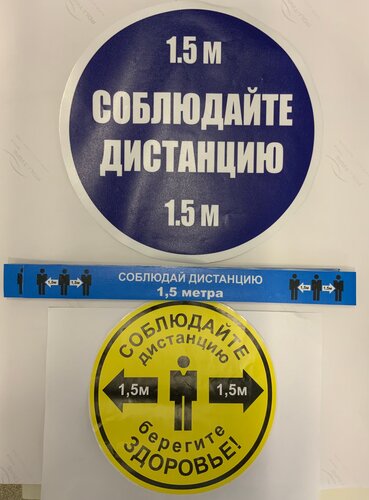 1.5 м
СОБЛЮДАЙТЕ
ДИСТАНЦИЮ
1.5 м
СОБЛЮДАЙ ДИСТАНЦИЮ
1,5 метра
СОБЛЮДАЙТЕ
дистанцию
1,5м 1,5м
берегите
ЗДОРОВЬЕ!